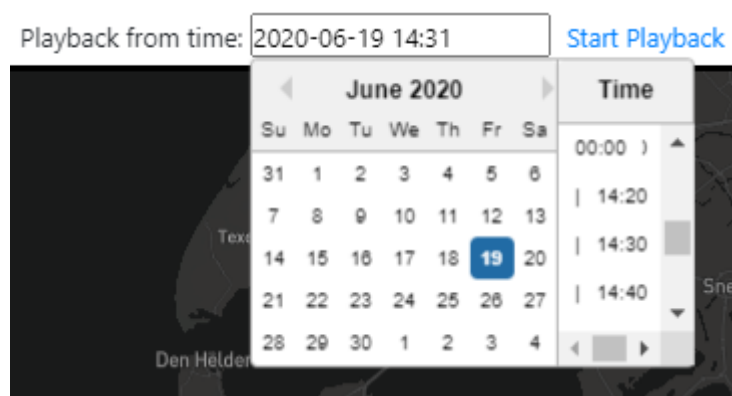 Playback from time: 2020-06-19 14:31 Start Playback
June 2020 Time
Su Mo Tu We Th Fr Sa
00:00 )
31 1 2 3 4 5 6
| 14:20
7 8 9 10 11 12 13
Texe
| 14:30
14 15 16 17 18 19 20
Sne
| 14:40
21 22 23 24 25 26 27
28 29 30 1 2 3 4
Den Helder